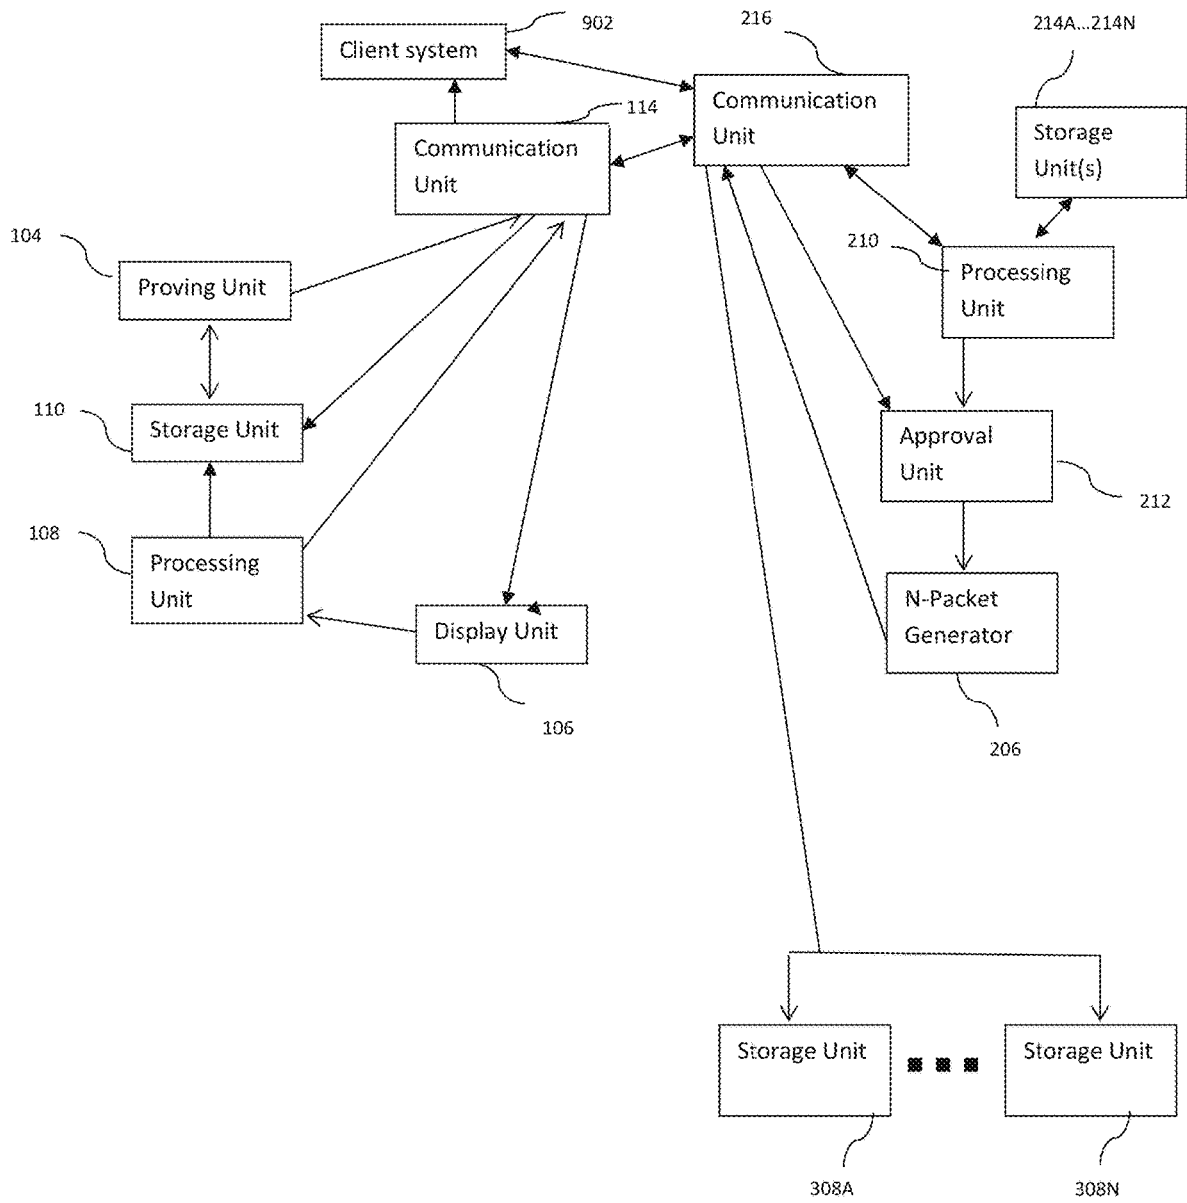 902
216
214A...214N
Client system
114
Communication
Unit
Storage
Unit(s)
Communication
Unit
104
210
Proving Unit
Processing
Unit
110
Storage Unit
Approval
Unit
212
108
Processing
Unit
N-Packet
Generator
Display Unit
106
206
Storage Unit
Storage Unit
308A
308N